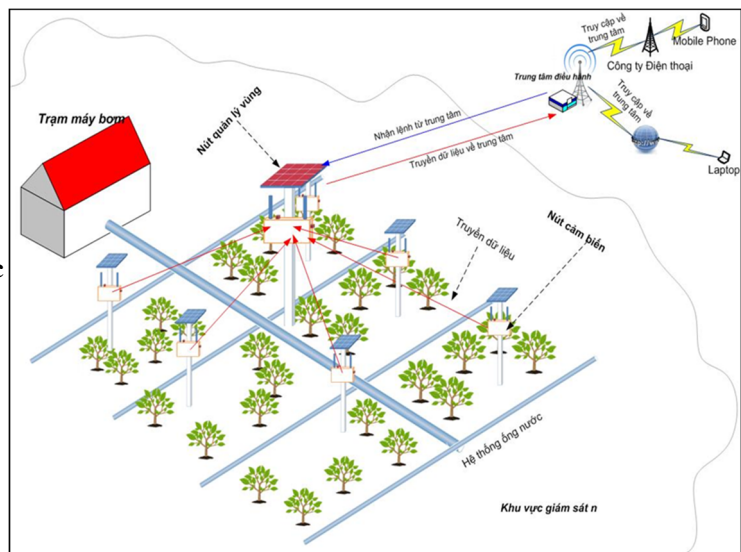 Truy cập về
trung tâm
Mobile Phone
Công ty Điện thoại
Trung tâm điều hành
Truy cập về
trung tâm
Laptop
Trạm máy bơm
Nút quản lý vùng
Nhận lệnh từ trung tâm
Truyền dữ liệu về trung tâm
Truyền dữ liệu
Nút cảm biến
Hệ thống ống nước
Khu vực giám sát n